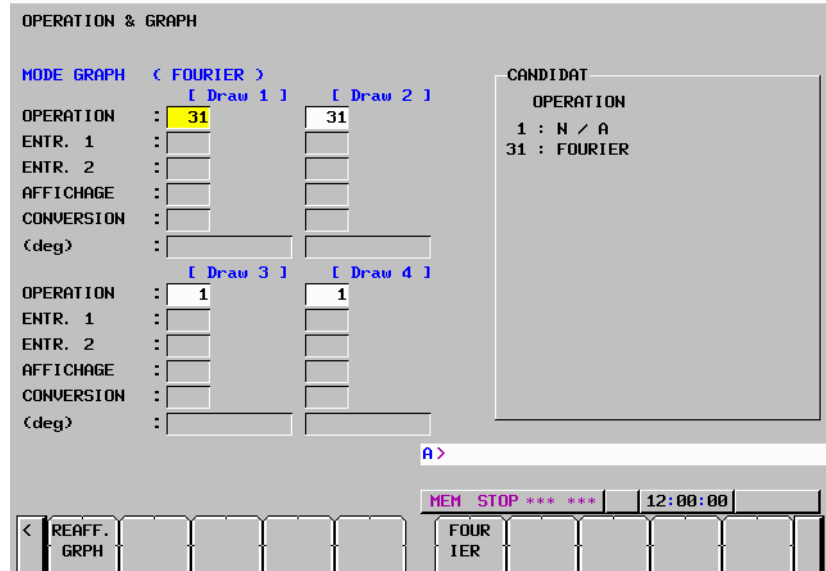 OPERATION & GRAPH
MODE GRAPH ( FOURIER )
[ Draw 1 ] [ Draw 2 ]
OPERATION : 31 31
ENTR. 1 :
ENTR. 2 :
AFFICHAGE :
CONVERSION :
(deg) :
[ Draw 3 ] [ Draw 4 ]
OPERATION : 1 1
ENTR. 1 :
ENTR. 2 :
AFFICHAGE :
CONVERSION :
(deg) :
CANDIDAT
OPERATION
1 : N / A
31 : FOURIER
A>
MEM STOP *** *** 12:00:00
< REAFF. FOUR
GRPH IER